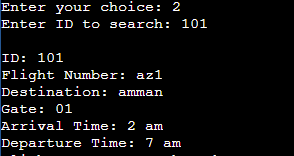 Enter your choice: 2
Enter ID to search: 101
ID: 101
Flight Number: az1
Destination: amman
Gate: 01
Arrival Time: 2 am
Departure Time: 7 am